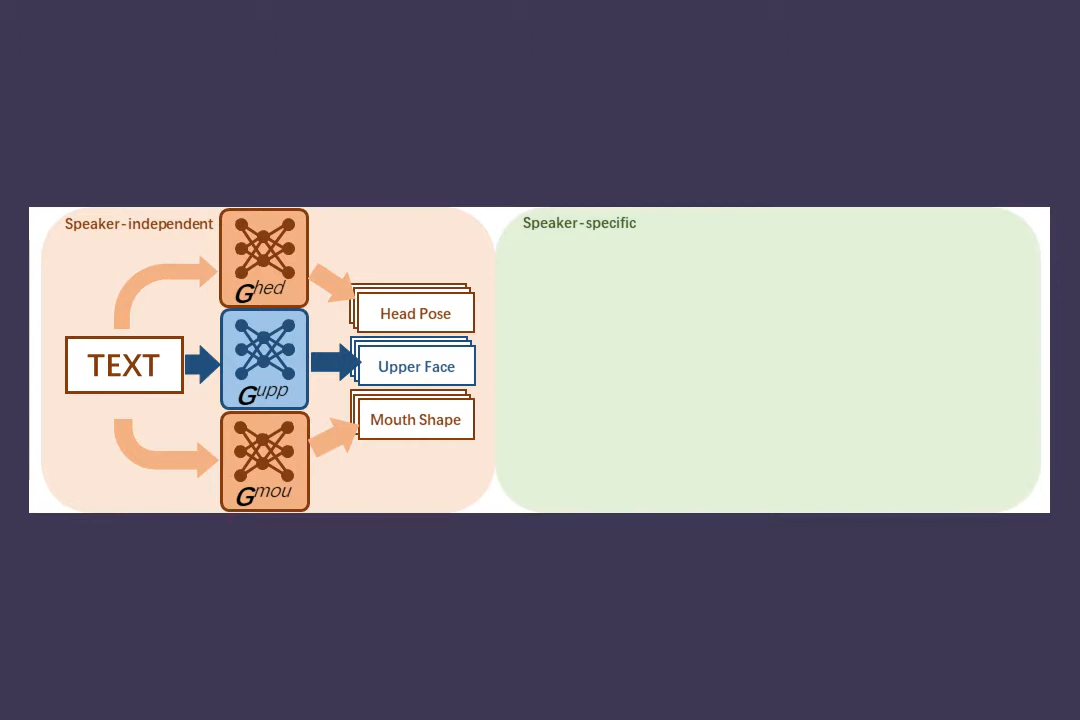 Speaker-independent
Speaker-specific
G^hed
Head Pose
TEXT
Upper Face
G^upp
Mouth Shape
G^mou